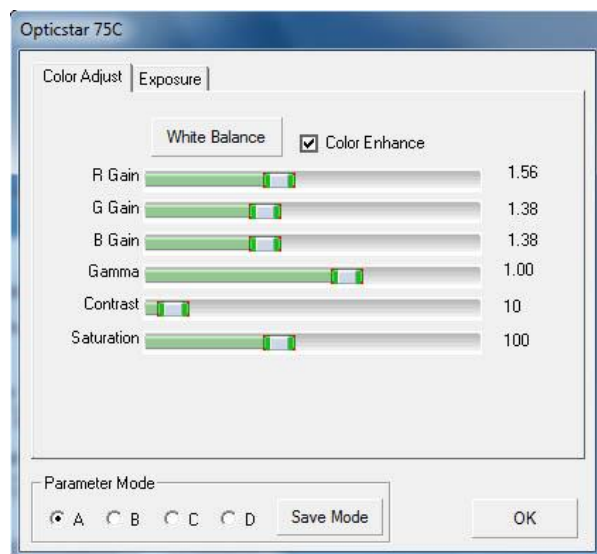 Opticstar 75C
Color Adjust Exposure
White Balance Color Enhance
R Gain 1.56
G Gain 1.38
B Gain 1.38
Gamma 1.00
Contrast 10
Saturation 100
Parameter Mode
A B C D Save Mode OK